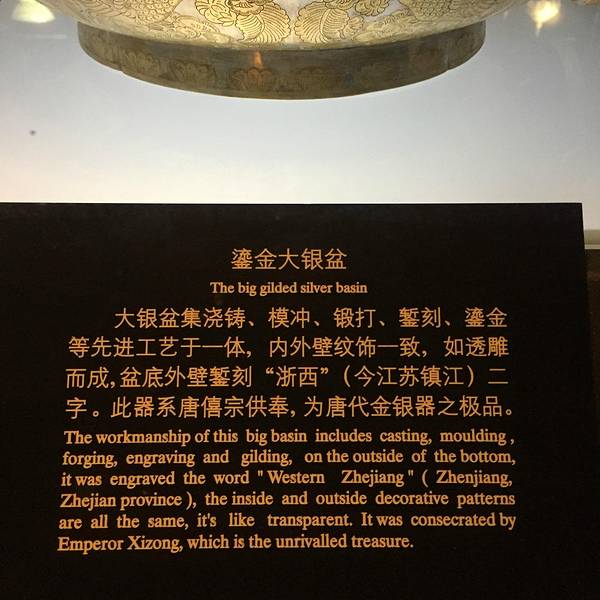 鎏金大银盆
The big gilded silver basin
大银盆集浇铸、模冲、锻打、錾刻、鎏金
等先进工艺于一体，内外壁纹饰一致，如透雕
而成，盆底外壁錾刻“浙西”（今江苏镇江）二
字。此器系唐僖宗供奉，为唐代金银器之极品。
The workmanship of this big basin includes casting, moulding,
forging, engraving and gilding, on the outside of the bottom,
it was engraved the word "Western Zhejiang" ( Zhenjiang,
Zhejian province ), the inside and outside decorative patterns
are all the same, it's like transparent. It was consecrated by
Emperor Xizong, which is the unrivalled treasure.